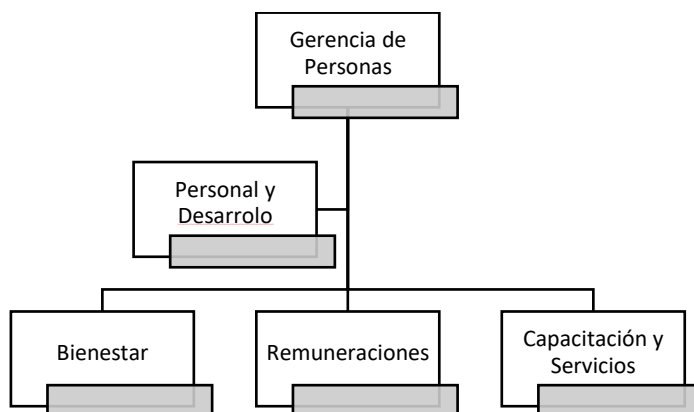 Gerencia de
Personas
Personal y
Desarrolo
Bienestar
Remuneraciones
Capacitación y
Servicios